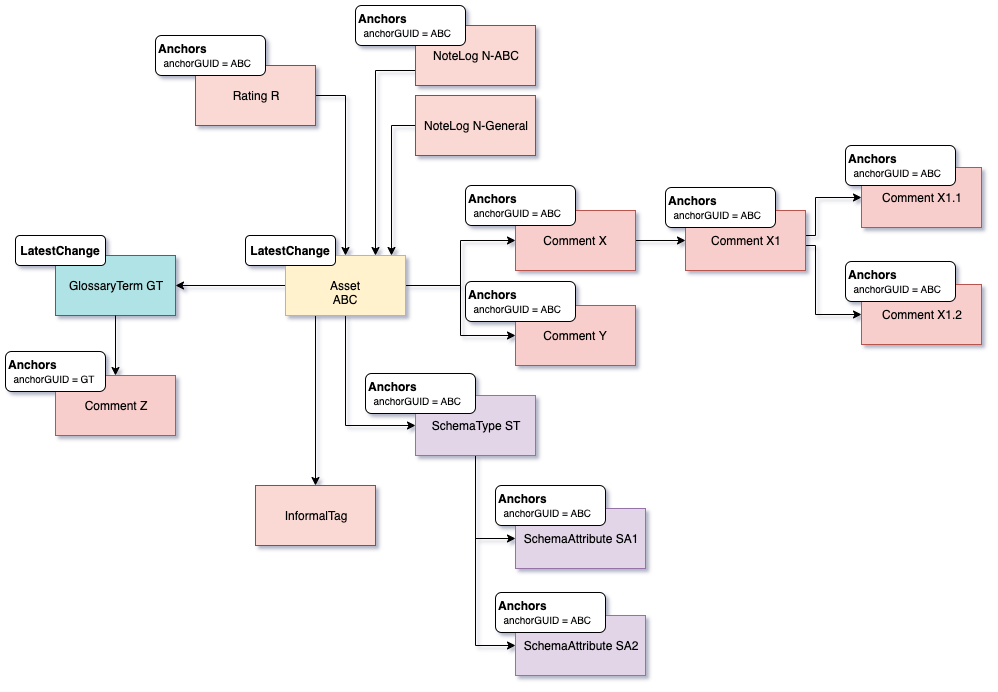 Anchors
anchorGUID = ABC
NoteLog N-ABC
Anchors
anchorGUID = ABC
Rating R
NoteLog N-General
Anchors
anchorGUID = ABC
Comment X1.1
Anchors
anchorGUID = ABC
Comment X
Anchors
anchorGUID = ABC
Comment X1
LatestChange
GlossaryTerm GT
LatestChange
Asset
ABC
Anchors
anchorGUID = ABC
Comment Y
Anchors
anchorGUID = ABC
Comment X1.2
Anchors
anchorGUID = GT
Comment Z
Anchors
anchorGUID = ABC
SchemaType ST
InformalTag
Anchors
anchorGUID = ABC
SchemaAttribute SA1
Anchors
anchorGUID = ABC
SchemaAttribute SA2